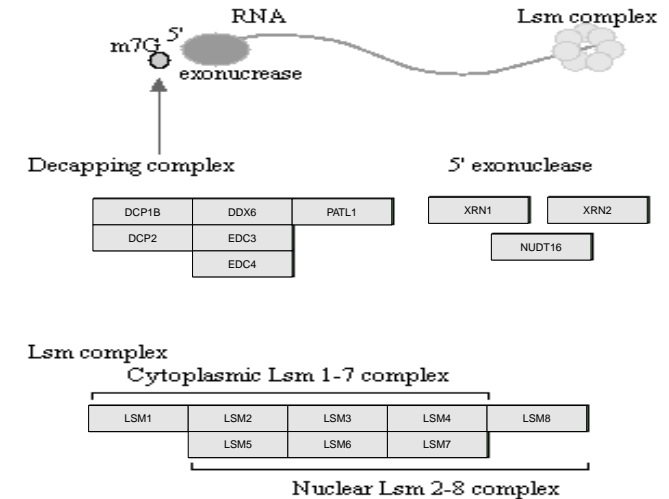 RNA
Lsm complex
5'
m7G
exonucrease
Decapping complex
5' exonuclease
DCP1B DDX6 PATL1
XRN1 XRN2
DCP2 EDC3
NUDT16
EDC4
Lsm complex
Cytoplasmic Lsm 1-7 complex
LSM1 LSM2 LSM3 LSM4 LSM8
LSM5 LSM6 LSM7
Nuclear Lsm 2-8 complex